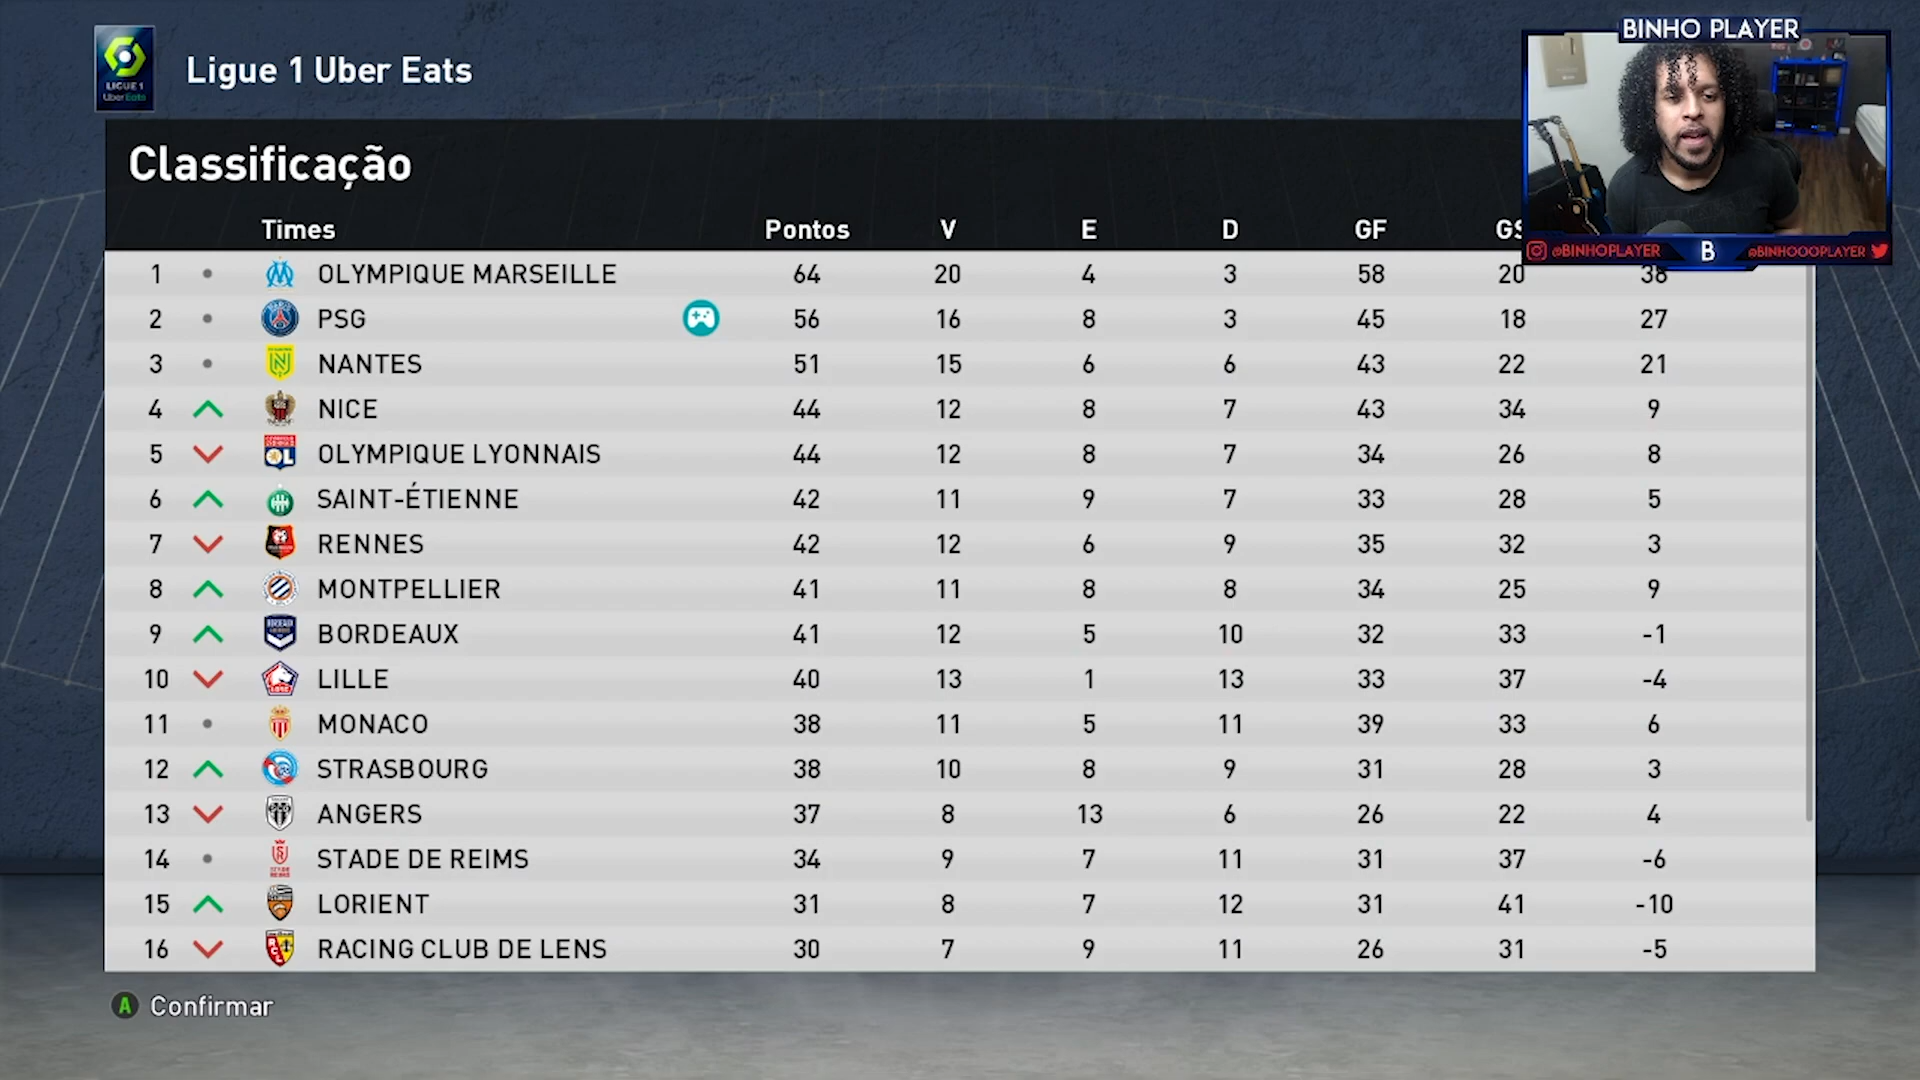 BINHO PLAYER
LIGUE 1
Uber Eats
Ligue 1 Uber Eats
Classificação
Times Pontos V E D GF GS
@BINHOPLAYER B @BINHOOOPLAYER
1 OLYMPIQUE MARSEILLE 64 20 4 3 58 20 38
2 PSG 56 16 8 3 45 18 27
3 NANTES 51 15 6 6 43 22 21
4 NICE 44 12 8 7 43 34 9
5 OLYMPIQUE LYONNAIS 44 12 8 7 34 26 8
6 SAINT-ÉTIENNE 42 11 9 7 33 28 5
7 RENNES 42 12 6 9 35 32 3
8 MONTPELLIER 41 11 8 8 34 25 9
9 BORDEAUX 41 12 5 10 32 33 -1
10 LILLE 40 13 1 13 33 37 -4
11 MONACO 38 11 5 11 39 33 6
12 STRASBOURG 38 10 8 9 31 28 3
13 ANGERS 37 8 13 6 26 22 4
14 STADE DE REIMS 34 9 7 11 31 37 -6
15 LORIENT 31 8 7 12 31 41 -10
16 RACING CLUB DE LENS 30 7 9 11 26 31 -5
A Confirmar